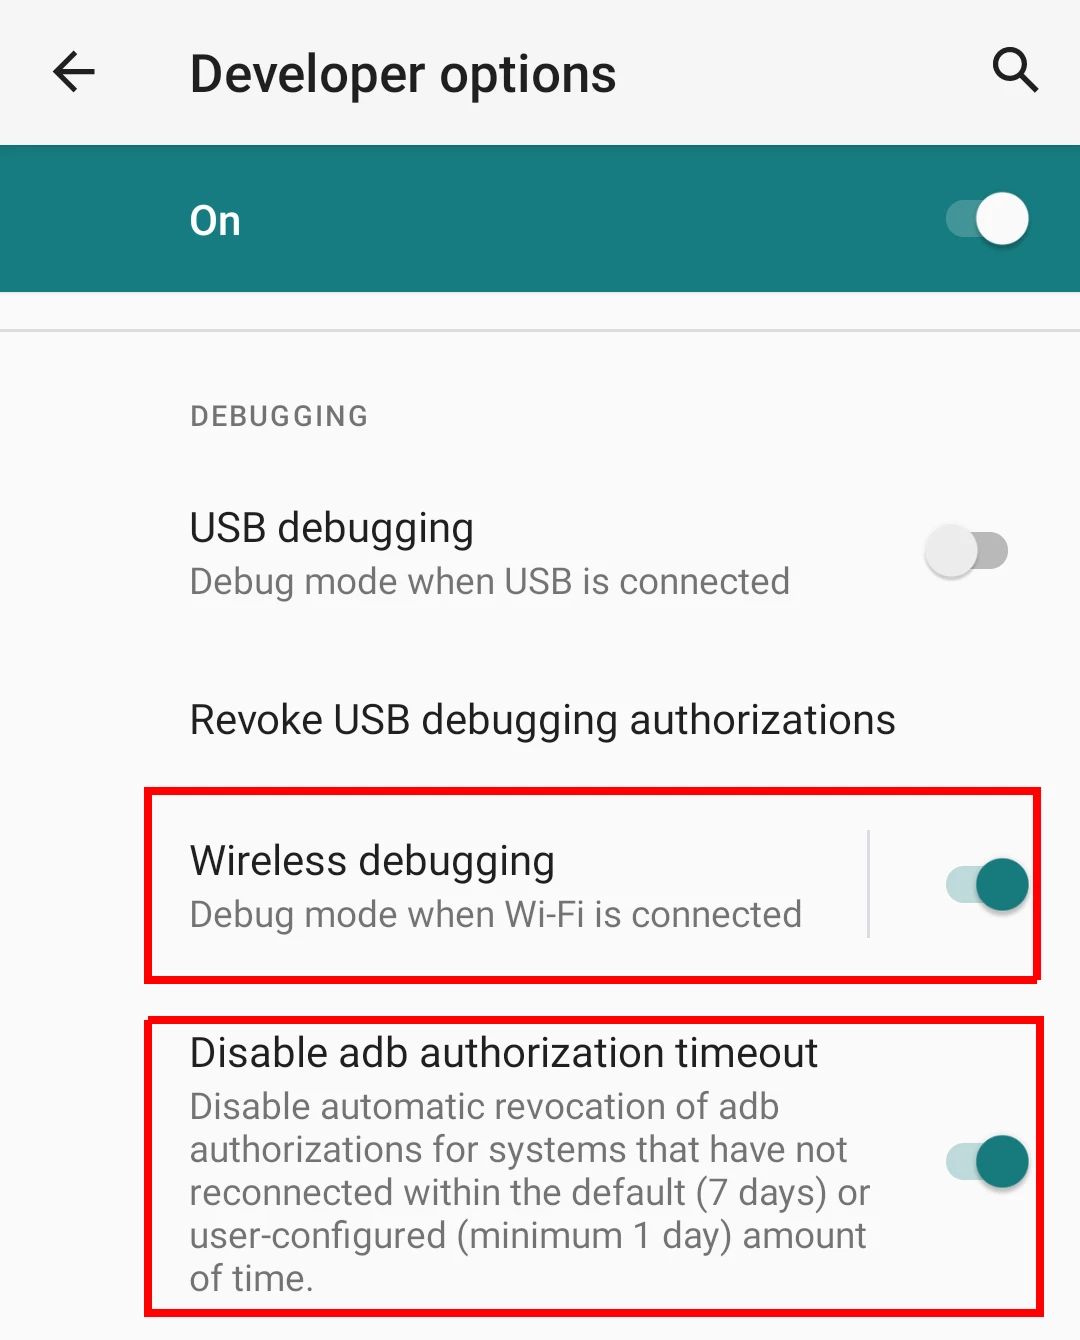 Developer options
On
DEBUGGING
USB debugging
Debug mode when USB is connected
Revoke USB debugging authorizations
Wireless debugging
Debug mode when Wi-Fi is connected
Disable adb authorization timeout
Disable automatic revocation of adb
authorizations for systems that have not
reconnected within the default (7 days) or
user-configured (minimum 1 day) amount
of time.